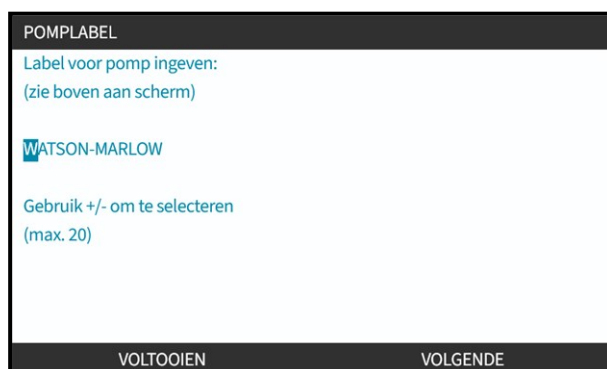 POMPLABEL
Label voor pomp ingeven:
(zie boven aan scherm)
WATSON-MARLOW
Gebruik +/- om te selecteren
(max. 20)
VOLTOOIEN VOLGENDE